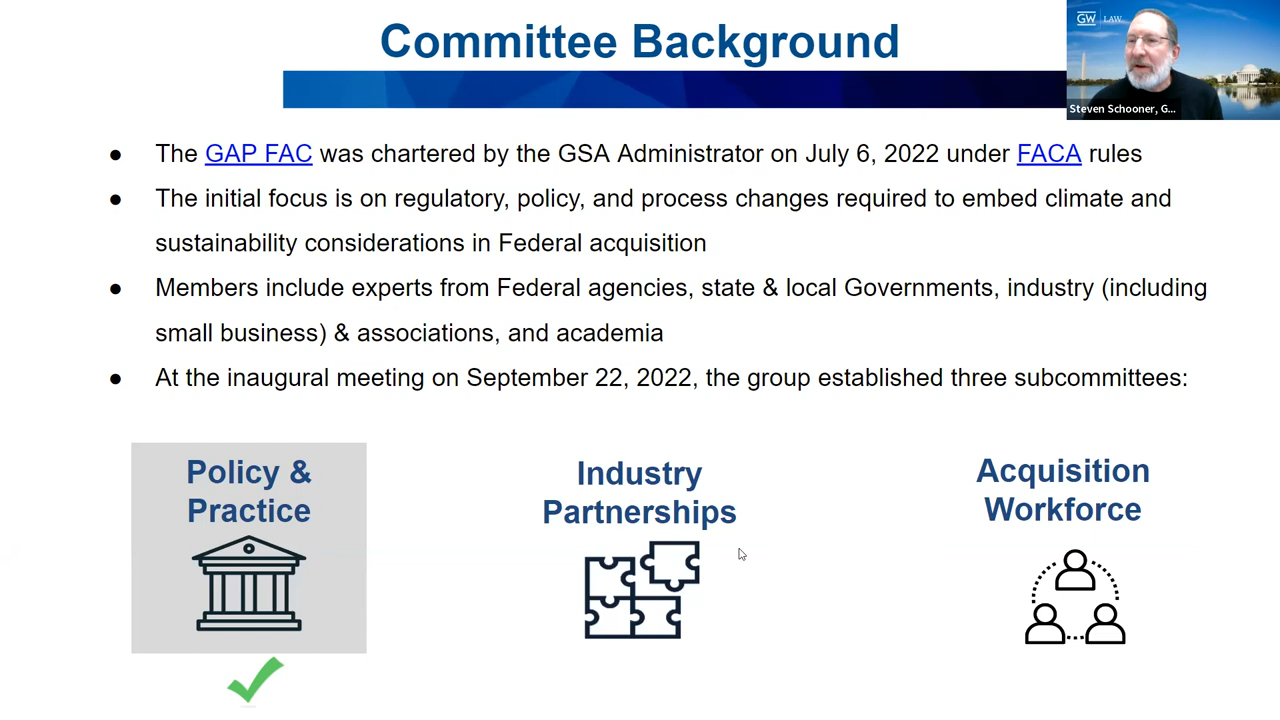 Committee Background
GW | LAW
Steven Schooner, G...
● The GAP FAC was chartered by the GSA Administrator on July 6, 2022 under FACA rules
● The initial focus is on regulatory, policy, and process changes required to embed climate and
sustainability considerations in Federal acquisition
● Members include experts from Federal agencies, state & local Governments, industry (including
small business) & associations, and academia
● At the inaugural meeting on September 22, 2022, the group established three subcommittees:
Policy &
Practice
Industry
Partnerships
Acquisition
Workforce